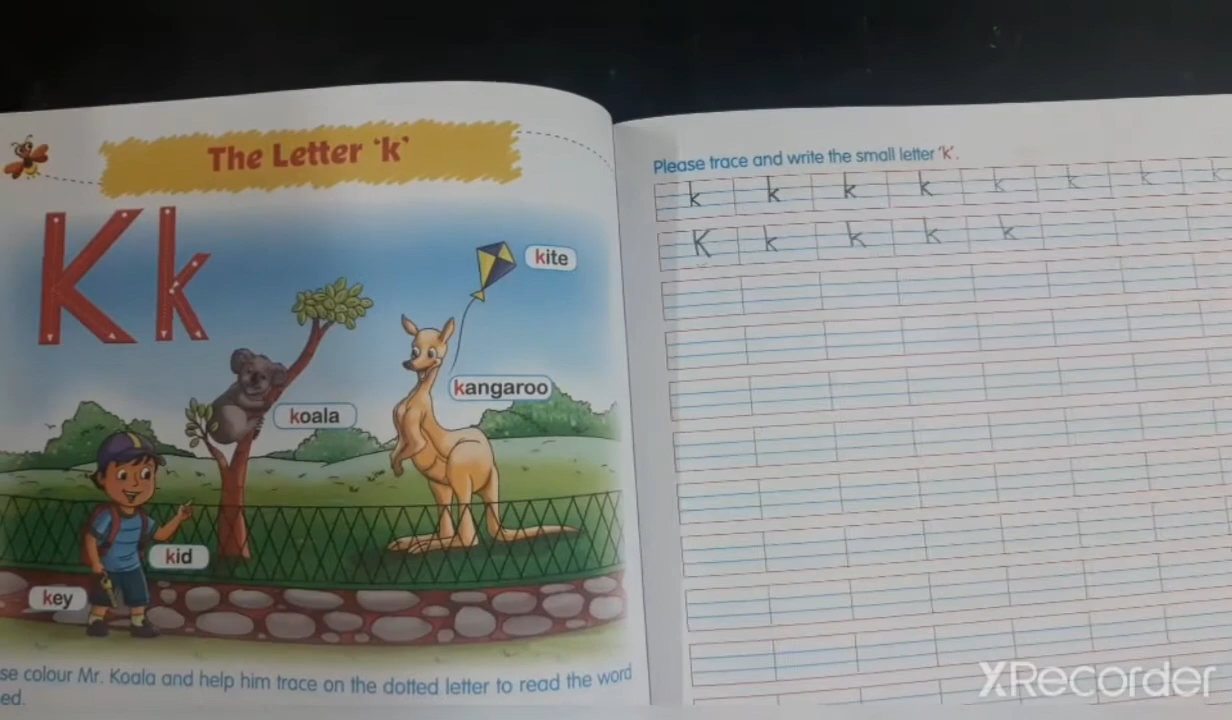 The Letter ‘k’
Kk
kite
kangaroo
koala
kid
key
se colour Mr. Koala and help him trace on the dotted letter to read the word
ed.
Please trace and write the small letter ‘k’.
k k k k k k k k
K k k k k
XRecorder